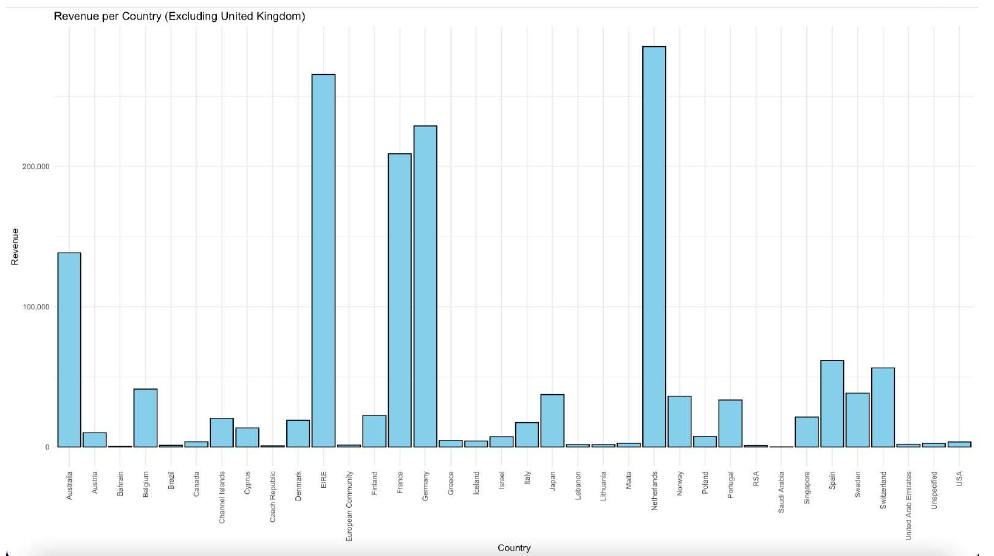 Revenue per Country (Excluding United Kingdom)
Revenue
200,000
100,000
0
Australia
Austria
Bahrain
Belgium
Brazil
Canada
Channel Islands
Cyprus
Czech Republic
Denmark
EIRE
European Community
Finland
France
Germany
Greece
Iceland
Israel
Italy
Japan
Lebanon
Lithuania
Malta
Netherlands
Norway
Poland
Portugal
RSA
Saudi Arabia
Singapore
Spain
Sweden
Switzerland
United Arab Emirates
Unspecified
USA
Country